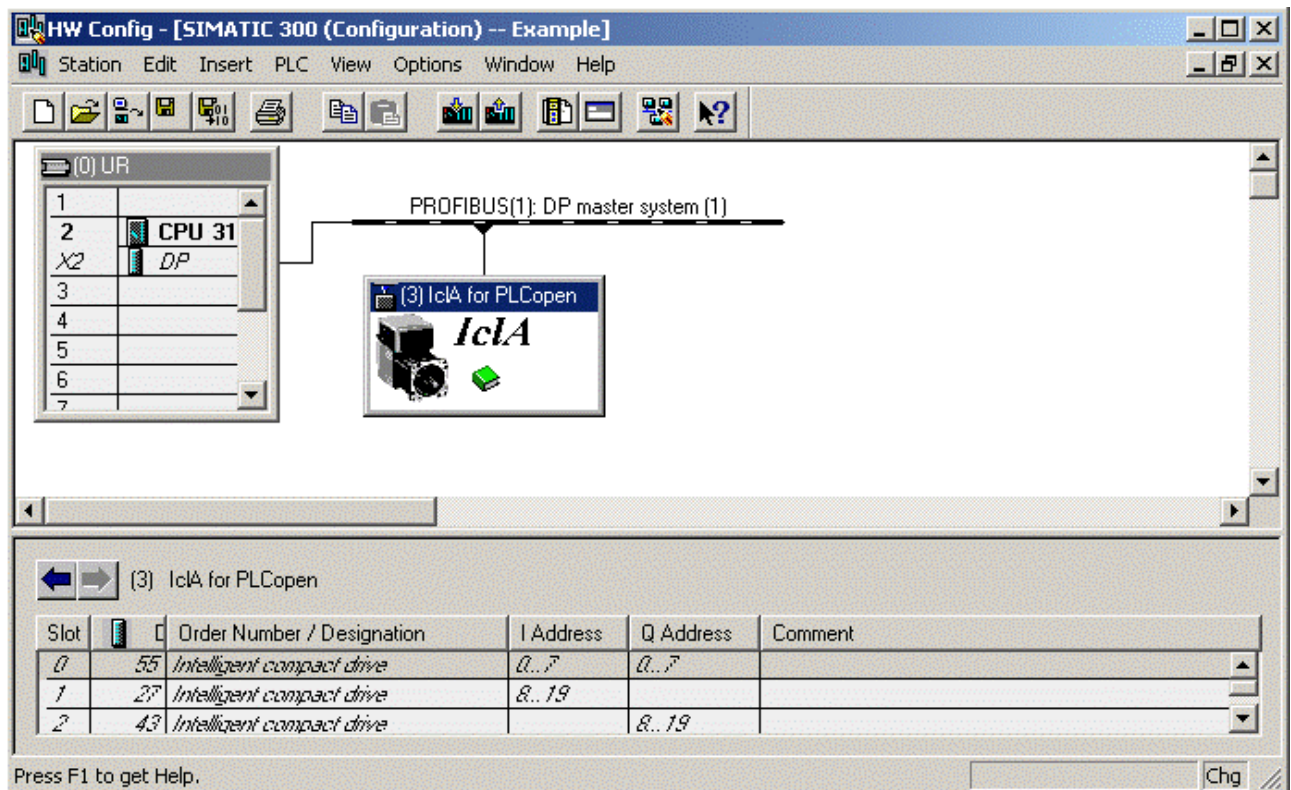 HW Config - [SIMATIC 300 (Configuration) -- Example]
Station Edit Insert PLC View Options Window Help
(0) UR
1
2 CPU 31
X2 DP
3
4
5
6
7
PROFIBUS(1): DP master system (1)
(3) IclA for PLCopen
IclA
(3) IclA for PLCopen
Slot D Order Number / Designation I Address Q Address Comment
0 55 Intelligent compact drive 0..7 0..7
1 27 Intelligent compact drive 8..19
2 43 Intelligent compact drive 8..19
Press F1 to get Help. Chg